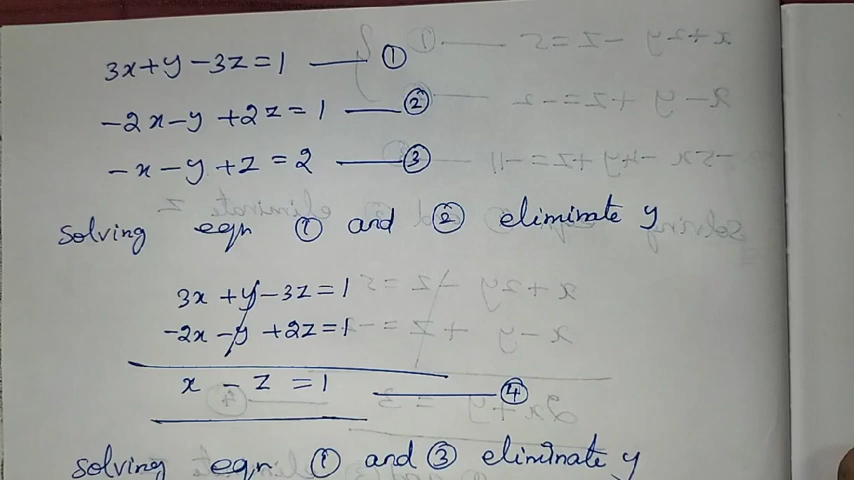 3x+y-3z=1 —— ①
-2x-y+2z=1 —— ②
-x-y+z=2 —— ③
solving eqn ① and ② eliminate y
3x+y-3z=1
-2x-y+2z=1
x-z=1 —— ④
solving eqn ① and ③ eliminate y